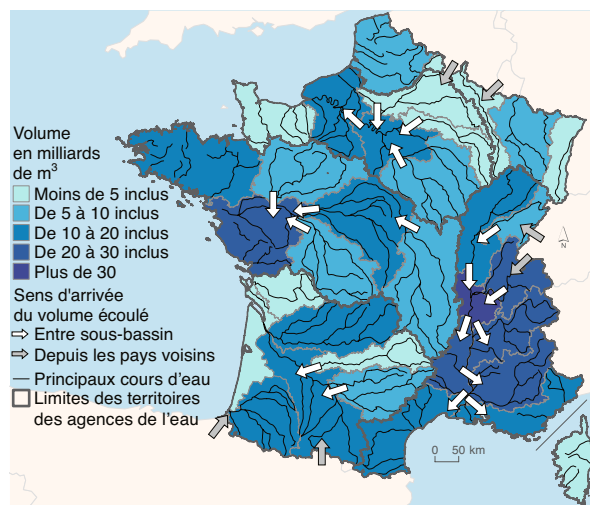 Volume
en milliards
de m³
Moins de 5 inclus
De 5 à 10 inclus
De 10 à 20 inclus
De 20 à 30 inclus
Plus de 30
Sens d'arrivée
du volume écoulé
Entre sous-bassin
Depuis les pays voisins
Principaux cours d'eau
Limites des territoires
des agences de l'eau
N
0 50 km